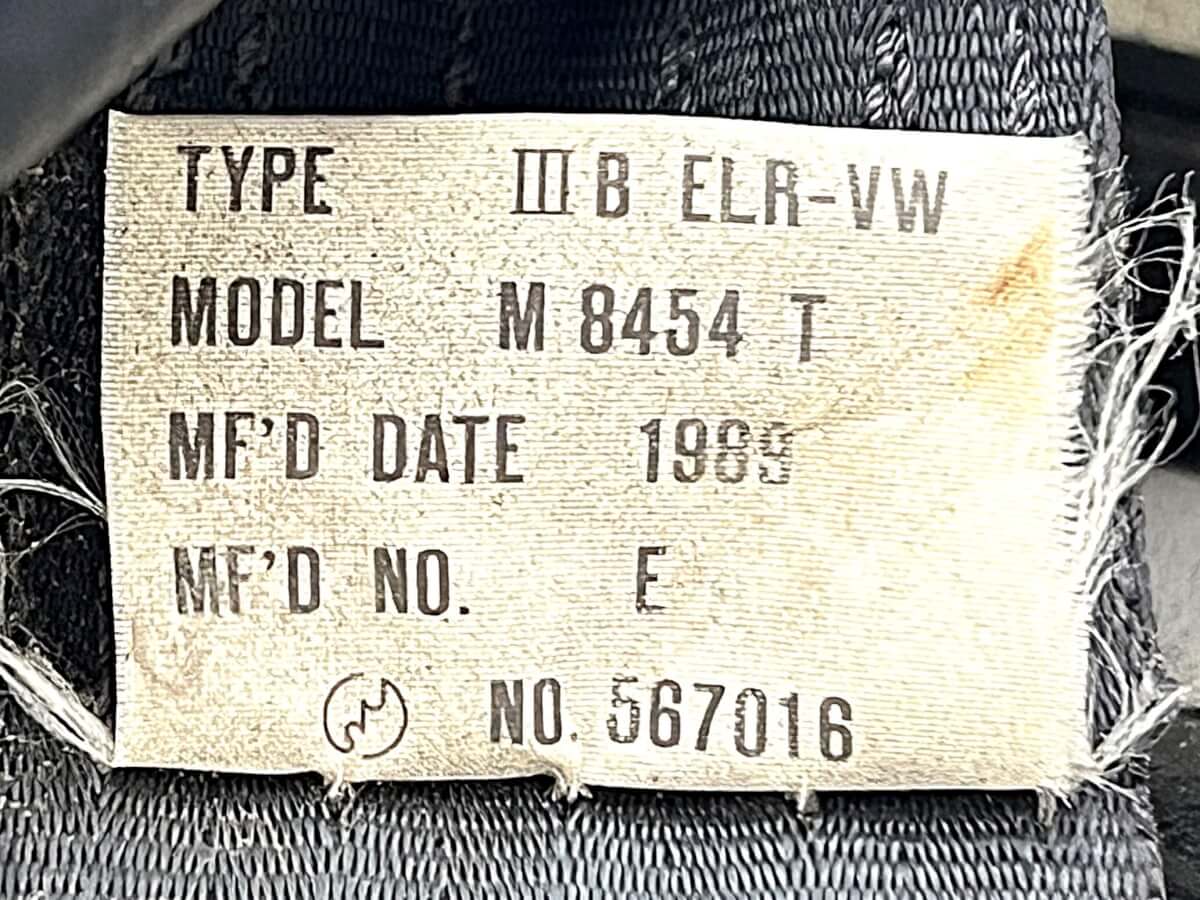 TYPE III B ELR-VW
MODEL M 8454 T
MF'D DATE 1989
MF'D NO. E
NO. 567016